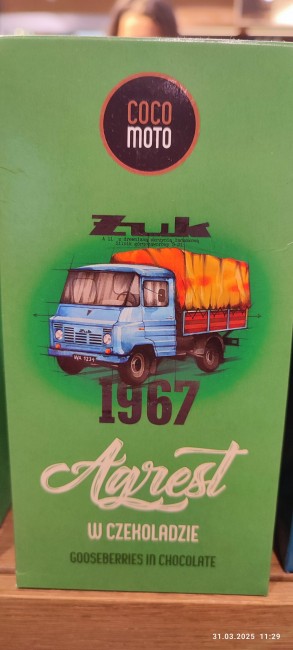 COCO
MOTO
Żuk
1967
Agrest
W CZEKOLADZIE
GOOSEBERRIES IN CHOCOLATE
31.03.2025 11:29